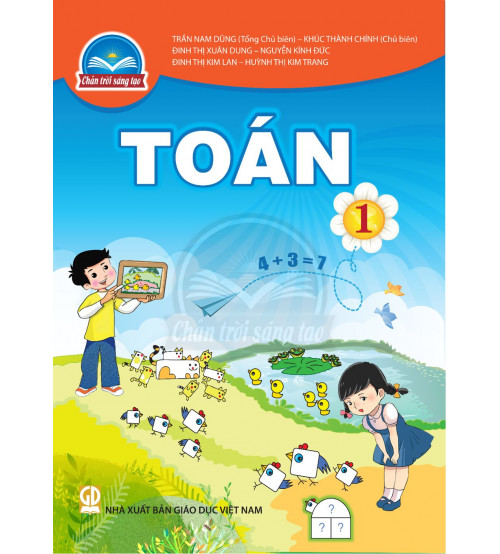 TRẦN NAM DŨNG (Tổng Chủ biên) – KHÚC THÀNH CHÍNH (Chủ biên)
ĐINH THỊ XUÂN DUNG – NGUYỄN KÍNH ĐỨC
ĐINH THỊ KIM LAN – HUỲNH THỊ KIM TRANG
Chân trời sáng tạo
TOÁN
1
4 + 3 = 7
Chân trời sáng tạo
?
? ?
GD
NHÀ XUẤT BẢN GIÁO DỤC VIỆT NAM